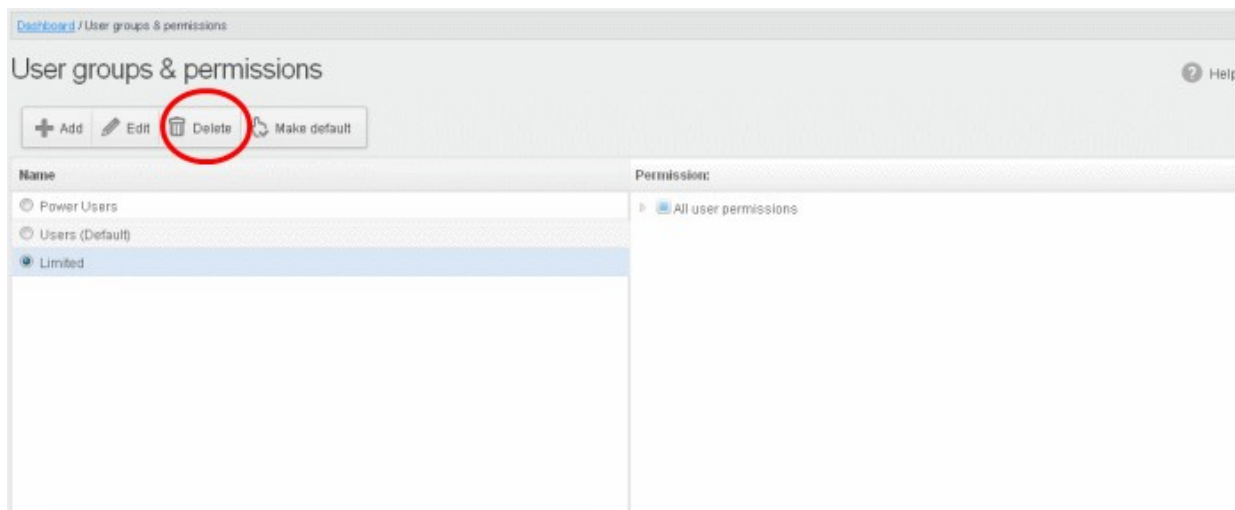 Dashboard / User groups & permissions
User groups & permissions
Help
Add Edit Delete Make default
Name Permission:
Power Users All user permissions
Users (Default)
Limited